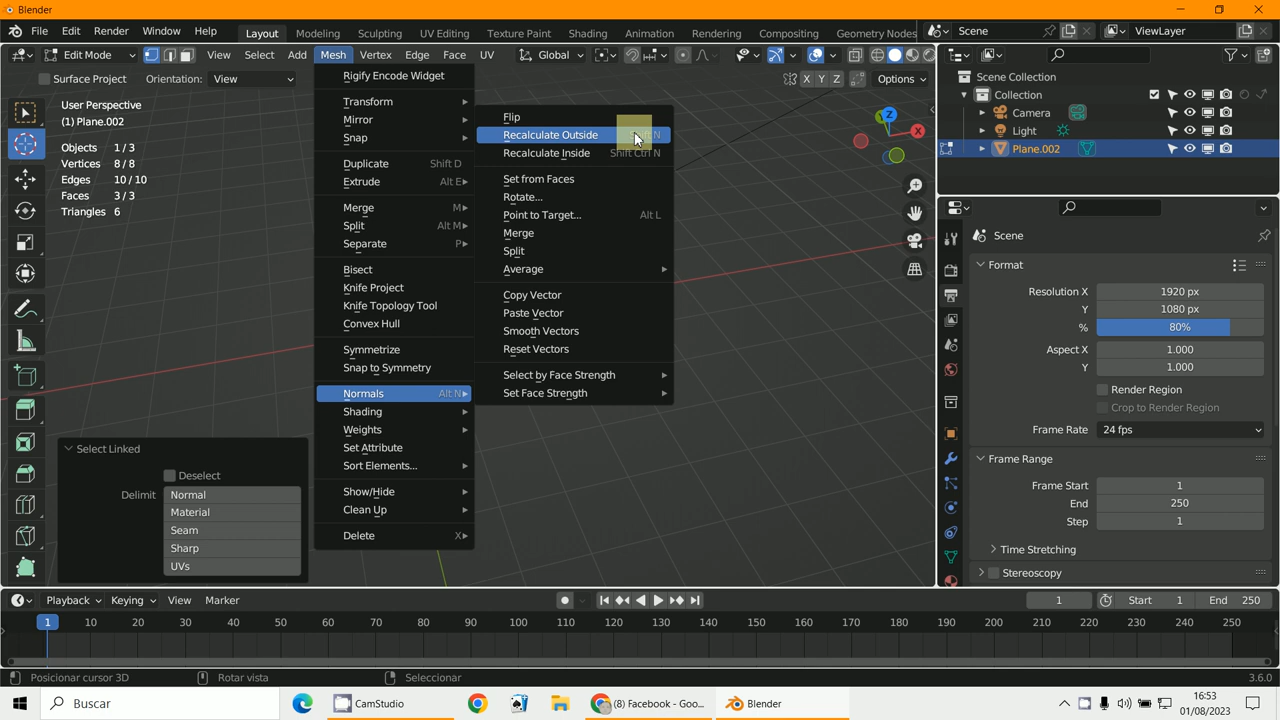 Blender
File Edit Render Window Help Layout Modeling Sculpting UV Editing Texture Paint Shading Animation Rendering Compositing Geometry Nodes Scene ViewLayer
Edit Mode View Select Add Mesh Vertex Edge Face UV Global
Surface Project Orientation: View X Y Z Options
User Perspective
(1) Plane.002
Objects 1/3
Vertices 8/8
Edges 10/10
Faces 3/3
Triangles 6
Rigify Encode Widget
Transform
Mirror
Snap
Duplicate Shift D
Extrude Alt E
Merge M
Split Alt M
Separate P
Bisect
Knife Project
Knife Topology Tool
Convex Hull
Symmetrize
Snap to Symmetry
Normals Alt N
Shading
Weights
Set Attribute
Sort Elements...
Show/Hide
Clean Up
Delete X
Flip
Recalculate Outside N
Recalculate Inside Shift Ctrl N
Set from Faces
Rotate...
Point to Target... Alt L
Merge
Split
Average
Copy Vector
Paste Vector
Smooth Vectors
Reset Vectors
Select by Face Strength
Set Face Strength
Z
X
Select Linked
Deselect
Delimit Normal
Material
Seam
Sharp
UVs
Scene Collection
Collection
Camera
Light
Plane.002
Scene
Format
Resolution X 1920 px
Y 1080 px
% 80%
Aspect X 1.000
Y 1.000
Render Region
Crop to Render Region
Frame Rate 24 fps
Frame Range
Frame Start 1
End 250
Step 1
Time Stretching
Stereoscopy
Playback Keying View Marker 1 Start 1 End 250
1 10 20 30 40 50 60 70 80 90 100 110 120 130 140 150 160 170 180 190 200 210 220 230 240 250
Posicionar cursor 3D Rotar vista Seleccionar 3.6.0
Buscar CamStudio (8) Facebook - Goo... Blender 16:53
01/08/2023